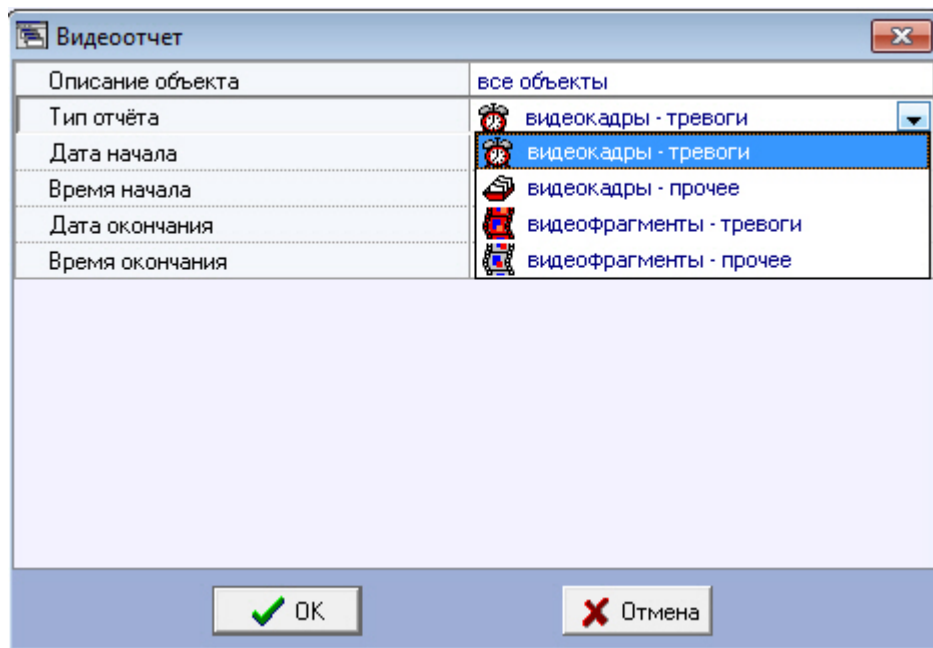 Видеоотчет
Описание объекта все объекты
Тип отчёта видеокадры - тревоги
Дата начала видеокадры - тревоги
Время начала видеокадры - прочее
Дата окончания видеофрагменты - тревоги
Время окончания видеофрагменты - прочее
OK Отмена